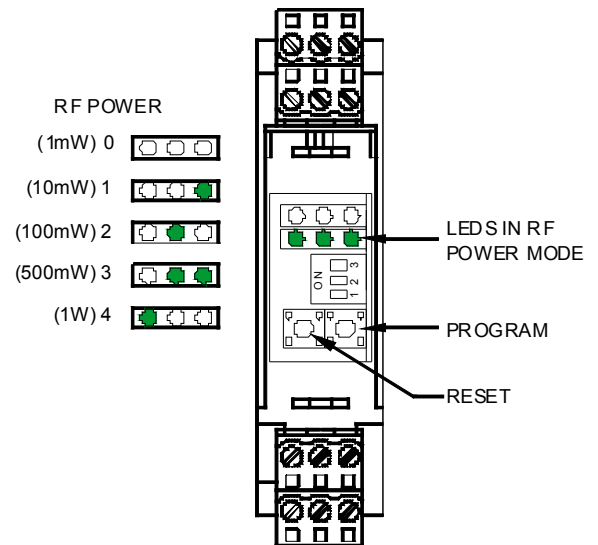 RF POWER
(1mW) 0
(10mW) 1
(100mW) 2
(500mW) 3
(1W) 4
LEDS IN RF
POWER MODE
ON
1 2 3
PROGRAM
RESET